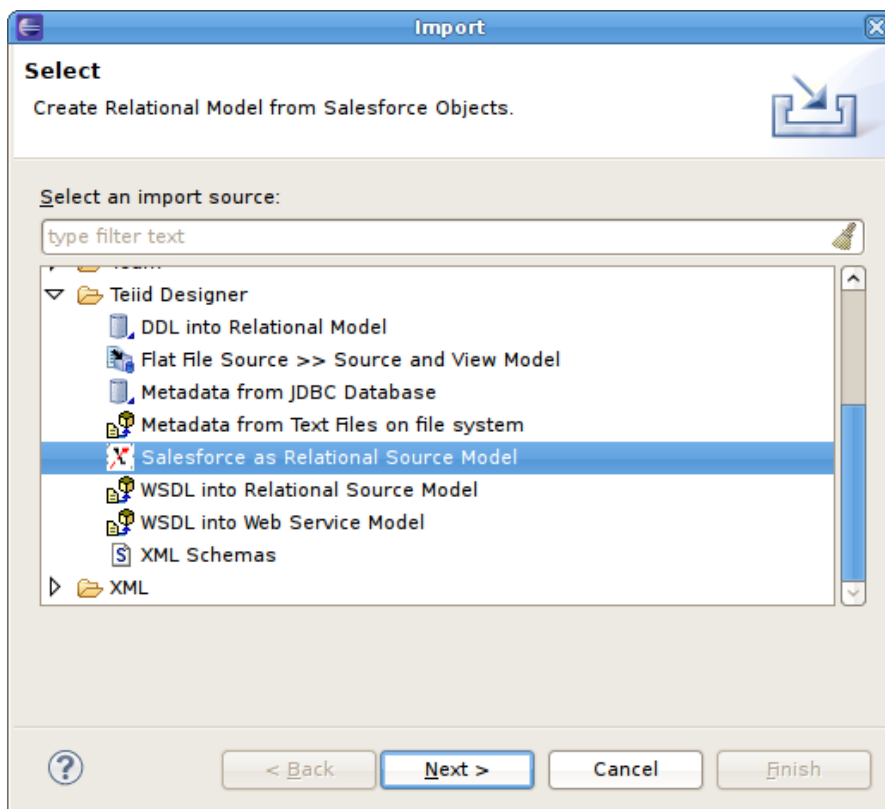 Import
Select
Create Relational Model from Salesforce Objects.
Select an import source:
type filter text
Team
Teiid Designer
DDL into Relational Model
Flat File Source >> Source and View Model
Metadata from JDBC Database
Metadata from Text Files on file system
Salesforce as Relational Source Model
WSDL into Relational Source Model
WSDL into Web Service Model
XML Schemas
XML
< Back
Next >
Cancel
Finish